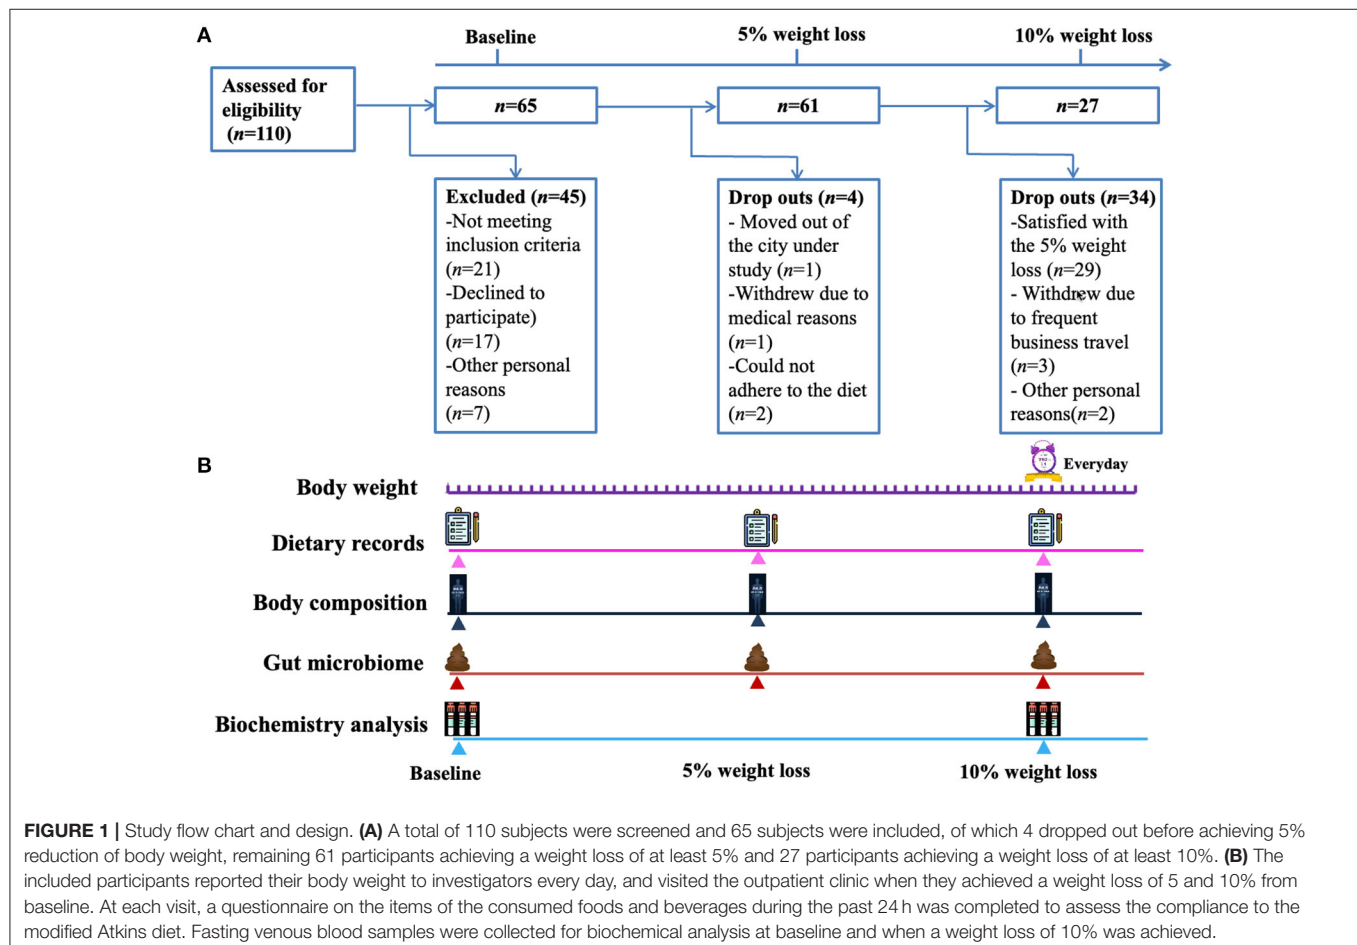 A
Baseline
5% weight loss
10% weight loss
Assessed for
eligibility
(n=110)
n=65
n=61
n=27
Excluded (n=45)
-Not meeting
inclusion criteria
(n=21)
-Declined to
participate)
(n=17)
-Other personal
reasons
(n=7)
Drop outs (n=4)
- Moved out of
the city under
study (n=1)
-Withdrew due to
medical reasons
(n=1)
-Could not
adhere to the diet
(n=2)
Drop outs (n=34)
-Satisfied with
the 5% weight
loss (n=29)
- Withdrew due
to frequent
business travel
(n=3)
- Other personal
reasons(n=2)
B
Everyday
Body weight
Dietary records
Body composition
Gut microbiome
Biochemistry analysis
Baseline
5% weight loss
10% weight loss
FIGURE 1 | Study flow chart and design. (A) A total of 110 subjects were screened and 65 subjects were included, of which 4 dropped out before achieving 5%
reduction of body weight, remaining 61 participants achieving a weight loss of at least 5% and 27 participants achieving a weight loss of at least 10%. (B) The
included participants reported their body weight to investigators every day, and visited the outpatient clinic when they achieved a weight loss of 5 and 10% from
baseline. At each visit, a questionnaire on the items of the consumed foods and beverages during the past 24 h was completed to assess the compliance to the
modified Atkins diet. Fasting venous blood samples were collected for biochemical analysis at baseline and when a weight loss of 10% was achieved.